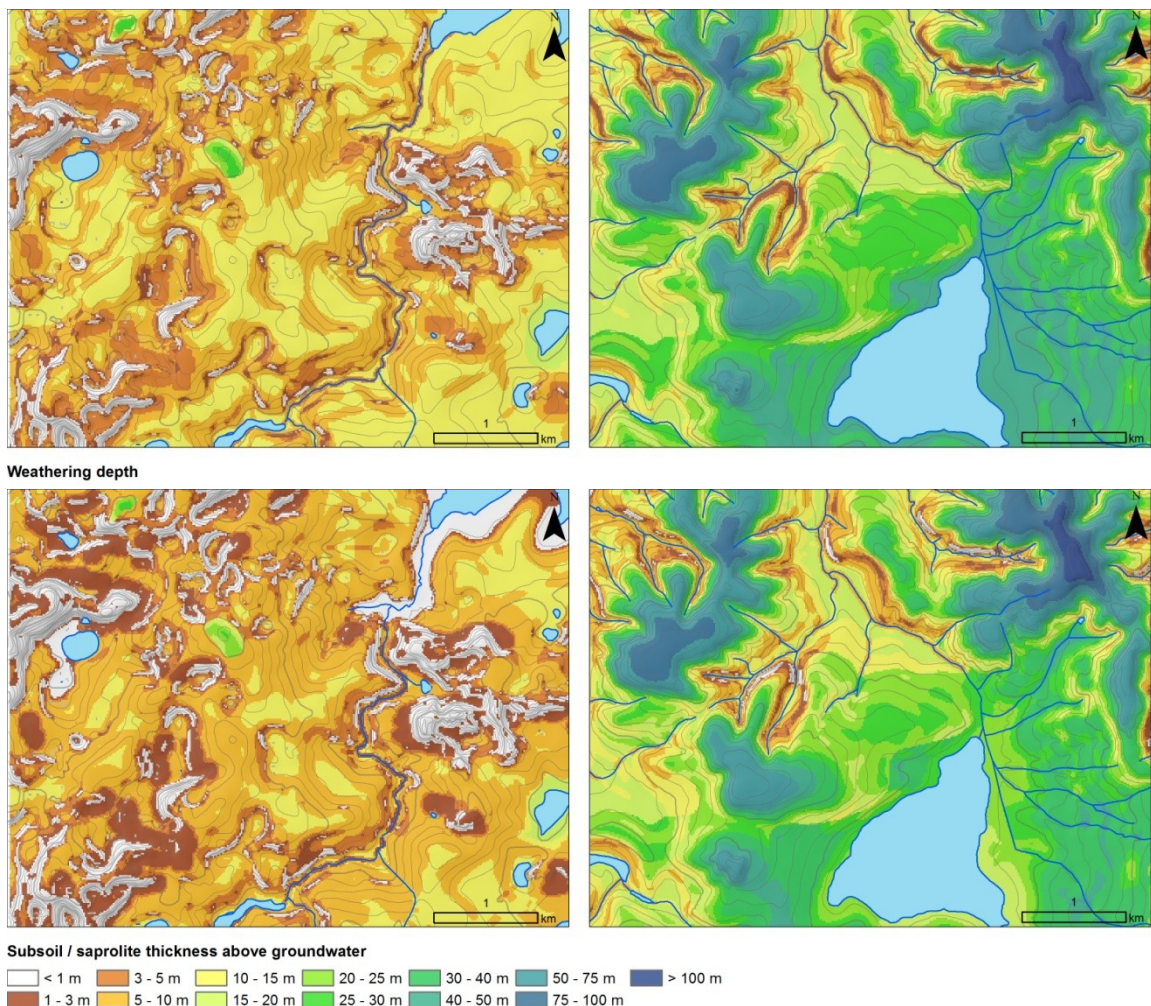 N
N
1
km
1
km
Weathering depth
N
N
1
km
1
km
Subsoil / saprolite thickness above groundwater
< 1 m 3 - 5 m 10 - 15 m 20 - 25 m 30 - 40 m 50 - 75 m > 100 m
1 - 3 m 5 - 10 m 15 - 20 m 25 - 30 m 40 - 50 m 75 - 100 m